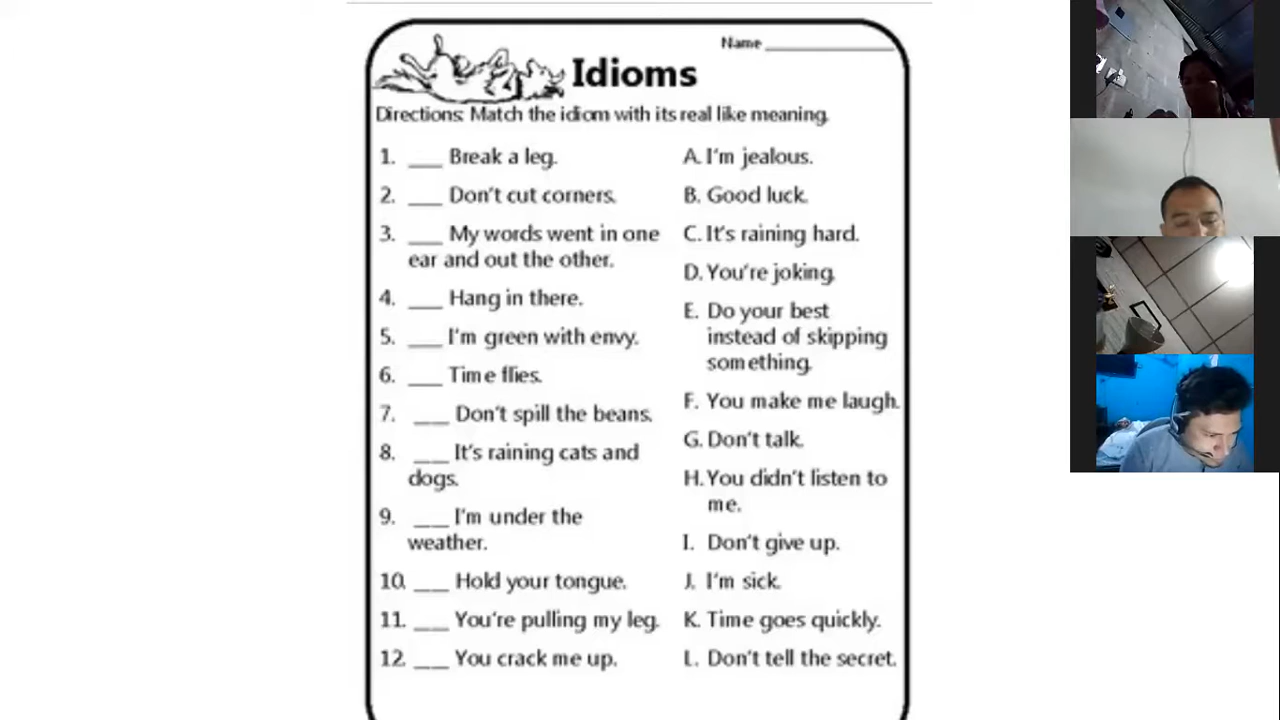 Name ____________
Idioms
Directions: Match the idiom with its real like meaning.
1. ___ Break a leg.
2. ___ Don't cut corners.
3. ___ My words went in one
ear and out the other.
4. ___ Hang in there.
5. ___ I'm green with envy.
6. ___ Time flies.
7. ___ Don't spill the beans.
8. ___ It's raining cats and
dogs.
9. ___ I'm under the
weather.
10. ___ Hold your tongue.
11. ___ You're pulling my leg.
12. ___ You crack me up.
A. I'm jealous.
B. Good luck.
C. It's raining hard.
D. You're joking.
E. Do your best
instead of skipping
something.
F. You make me laugh.
G. Don't talk.
H. You didn't listen to
me.
I. Don't give up.
J. I'm sick.
K. Time goes quickly.
L. Don't tell the secret.